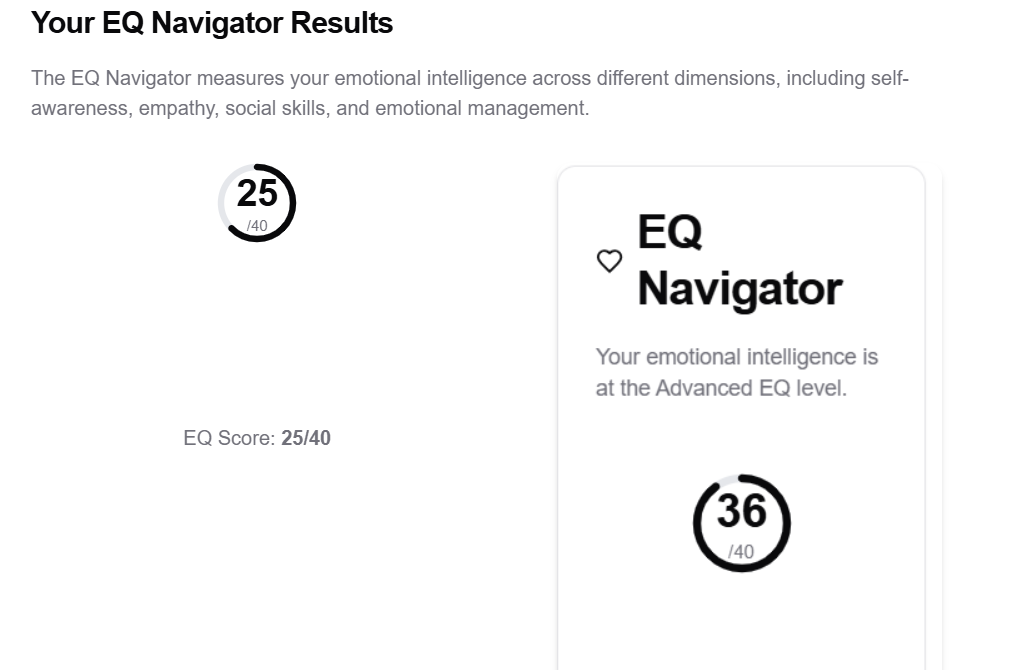 Your EQ Navigator Results
The EQ Navigator measures your emotional intelligence across different dimensions, including self-
awareness, empathy, social skills, and emotional management.
25
/40
EQ Score: 25/40
EQ
Navigator
Your emotional intelligence is
at the Advanced EQ level.
36
/40